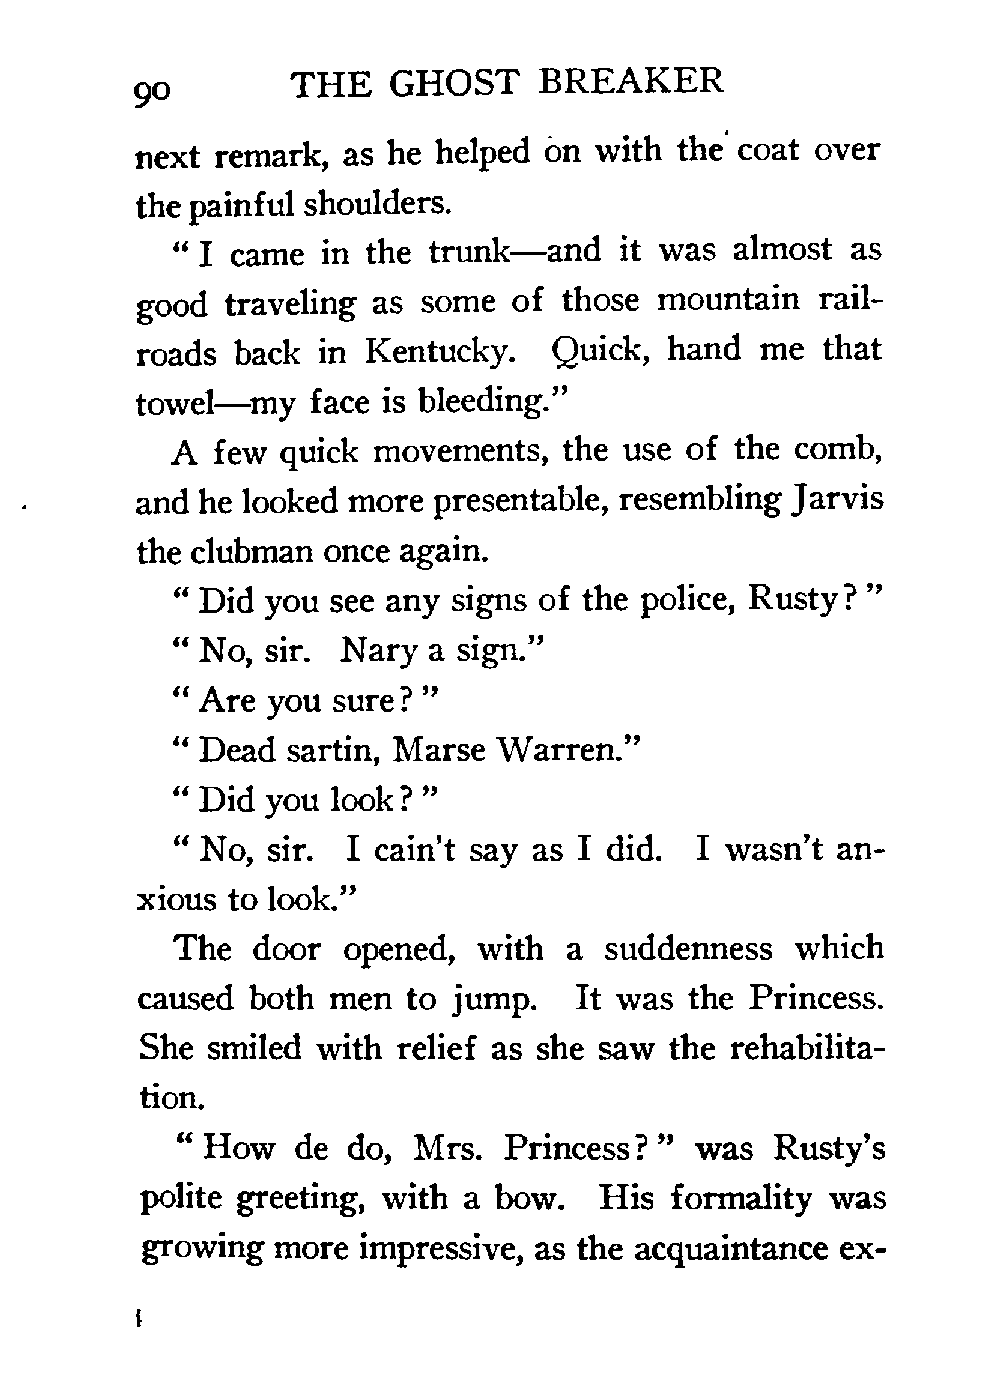 90 THE GHOST BREAKER
next remark, as he helped on with the coat over
the painful shoulders.
“ I came in the trunk—and it was almost as
good traveling as some of those mountain rail-
roads back in Kentucky. Quick, hand me that
towel—my face is bleeding.”
A few quick movements, the use of the comb,
and he looked more presentable, resembling Jarvis
the clubman once again.
“ Did you see any signs of the police, Rusty? ”
“ No, sir. Nary a sign.”
“ Are you sure? ”
“ Dead sartin, Marse Warren.”
“ Did you look? ”
“ No, sir. I cain't say as I did. I wasn't an-
xious to look.”
The door opened, with a suddenness which
caused both men to jump. It was the Princess.
She smiled with relief as she saw the rehabilita-
tion.
“ How de do, Mrs. Princess? ” was Rusty's
polite greeting, with a bow. His formality was
growing more impressive, as the acquaintance ex-